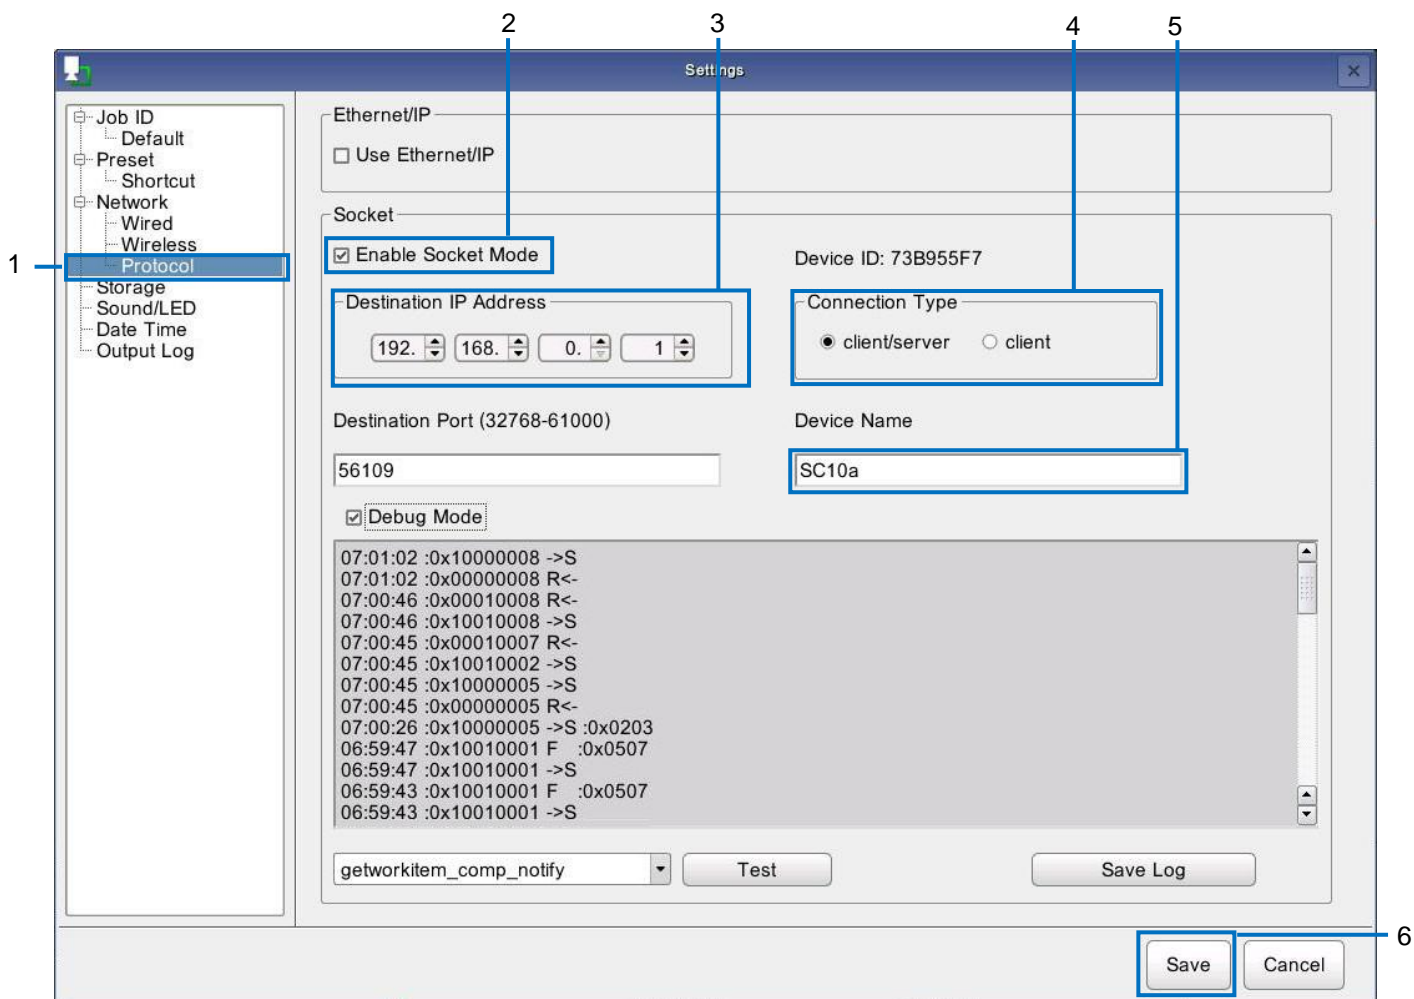 2 3 4 5
Settings
Job ID
Default
Preset
Shortcut
Network
Wired
Wireless
1
Protocol
Storage
Sound/LED
Date Time
Output Log
Ethernet/IP
Use Ethernet/IP
Socket
Enable Socket Mode
Device ID: 73B955F7
Destination IP Address
192. 168. 0. 1
Connection Type
client/server client
Destination Port (32768-61000)
Device Name
56109
SC10a
Debug Mode
07:01:02 :0x10000008 ->S
07:01:02 :0x00000008 R<-
07:00:46 :0x00010008 R<-
07:00:46 :0x10010008 ->S
07:00:45 :0x00010007 R<-
07:00:45 :0x10010002 ->S
07:00:45 :0x10000005 ->S
07:00:45 :0x00000005 R<-
07:00:26 :0x10000005 ->S :0x0203
06:59:47 :0x10010001 F :0x0507
06:59:47 :0x10010001 ->S
06:59:43 :0x10010001 F :0x0507
06:59:43 :0x10010001 ->S
getworkitem_comp_notify
Test
Save Log
Save
Cancel
6